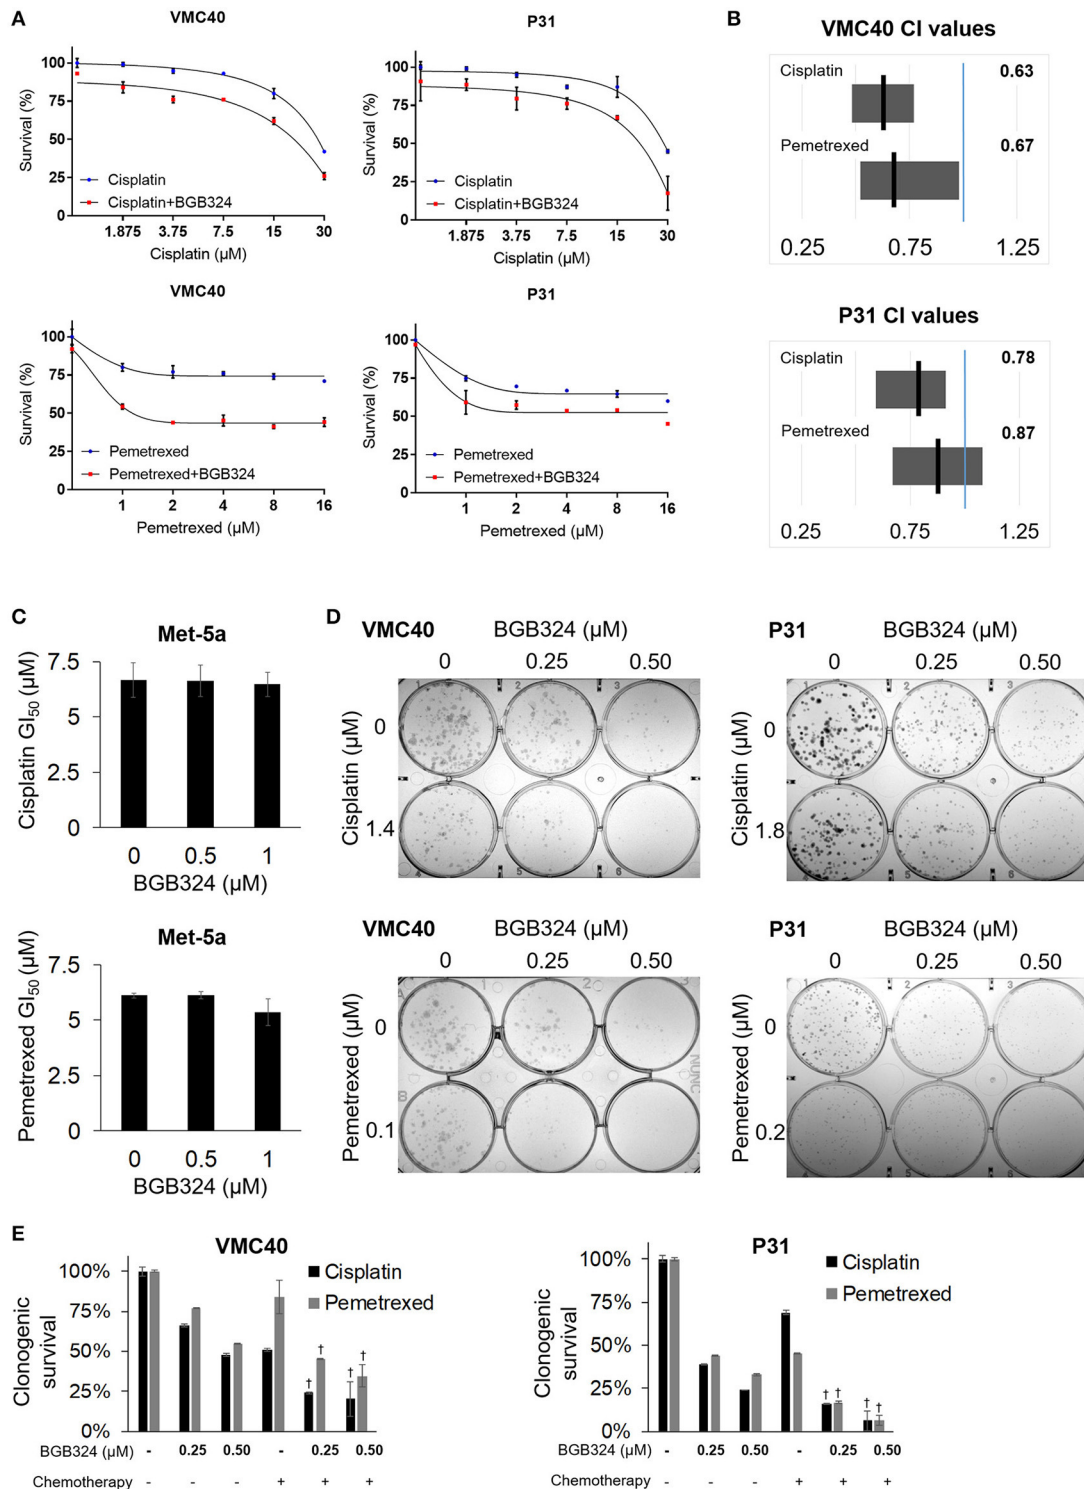 A
VMC40
Survival (%)
100
75
50
25
0
Cisplatin
Cisplatin+BGB324
1.875 3.75 7.5 15 30
Cisplatin (µM)
P31
Survival (%)
100
75
50
25
0
Cisplatin
Cisplatin+BGB324
1.875 3.75 7.5 15 30
Cisplatin (µM)
VMC40
Survival (%)
100
75
50
25
0
Pemetrexed
Pemetrexed+BGB324
1 2 4 8 16
Pemetrexed (µM)
P31
Survival (%)
100
75
50
25
0
Pemetrexed
Pemetrexed+BGB324
1 2 4 8 16
Pemetrexed (µM)
B
VMC40 CI values
Cisplatin 0.63
Pemetrexed 0.67
0.25 0.75 1.25
P31 CI values
Cisplatin 0.78
Pemetrexed 0.87
0.25 0.75 1.25
C
Met-5a
Cisplatin GI50 (µM)
7.5
5
2.5
0
0 0.5 1
BGB324 (µM)
Met-5a
Pemetrexed GI50 (µM)
7.5
5
2.5
0
0 0.5 1
BGB324 (µM)
D
VMC40 BGB324 (µM)
0 0.25 0.50
Cisplatin (µM)
0
1.4
P31 BGB324 (µM)
0 0.25 0.50
Cisplatin (µM)
0
1.8
VMC40 BGB324 (µM)
0 0.25 0.50
Pemetrexed (µM)
0
0.1
NUNC
P31 BGB324 (µM)
0 0.25 0.50
Pemetrexed (µM)
0
0.2
E
VMC40
Clonogenic survival
100%
75%
50%
25%
0%
Cisplatin
Pemetrexed
† † † †
BGB324 (µM) - 0.25 0.50 - 0.25 0.50
Chemotherapy - - - + + +
P31
Clonogenic survival
100%
75%
50%
25%
0%
Cisplatin
Pemetrexed
† † † †
BGB324 (µM) - 0.25 0.50 - 0.25 0.50
Chemotherapy - - - + + +